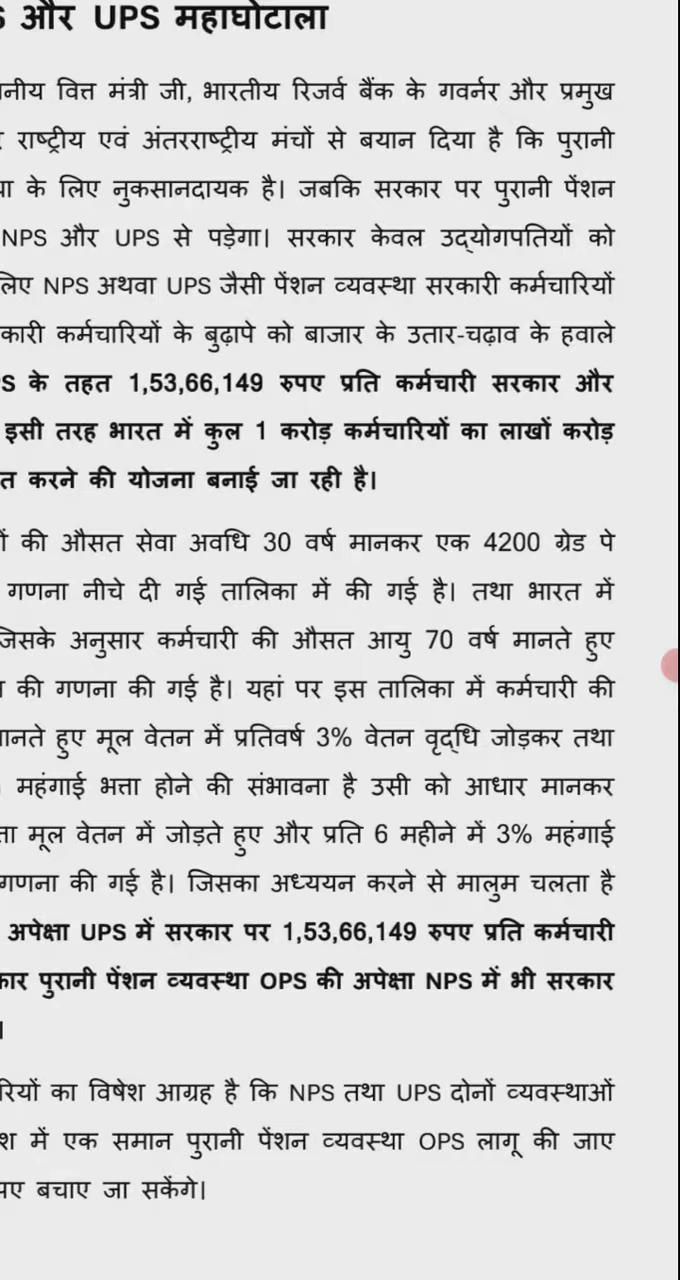 और UPS महाघोटाला
वित्त मंत्री जी, भारतीय रिजर्व बैंक के गवर्नर और प्रमुख
राष्ट्रीय एवं अंतरराष्ट्रीय मंचों से बयान दिया है कि पुरानी
के लिए नुकसानदायक है। जबकि सरकार पर पुरानी पेंशन
NPS और UPS से पड़ेगा। सरकार केवल उद्योगपतियों को
लिए NPS अथवा UPS जैसी पेंशन व्यवस्था सरकारी कर्मचारियों
कारी कर्मचारियों के बुढ़ापे को बाजार के उतार-चढ़ाव के हवाले
के तहत 1,53,66,149 रुपए प्रति कर्मचारी सरकार और
इसी तरह भारत में कुल 1 करोड़ कर्मचारियों का लाखों करोड़
त करने की योजना बनाई जा रही है।
की औसत सेवा अवधि 30 वर्ष मानकर एक 4200 ग्रेड पे
गणना नीचे दी गई तालिका में की गई है। तथा भारत में
जिसके अनुसार कर्मचारी की औसत आयु 70 वर्ष मानते हुए
की गणना की गई है। यहां पर इस तालिका में कर्मचारी की
मानते हुए मूल वेतन में प्रतिवर्ष 3% वेतन वृद्धि जोड़कर तथा
महंगाई भत्ता होने की संभावना है उसी को आधार मानकर
मूल वेतन में जोड़ते हुए और प्रति 6 महीने में 3% महंगाई
गणना की गई है। जिसका अध्ययन करने से मालुम चलता है
अपेक्षा UPS में सरकार पर 1,53,66,149 रुपए प्रति कर्मचारी
कार पुरानी पेंशन व्यवस्था OPS की अपेक्षा NPS में भी सरकार
।
रियों का विषेश आग्रह है कि NPS तथा UPS दोनों व्यवस्थाओं
में एक समान पुरानी पेंशन व्यवस्था OPS लागू की जाए
बचाए जा सकेंगे।